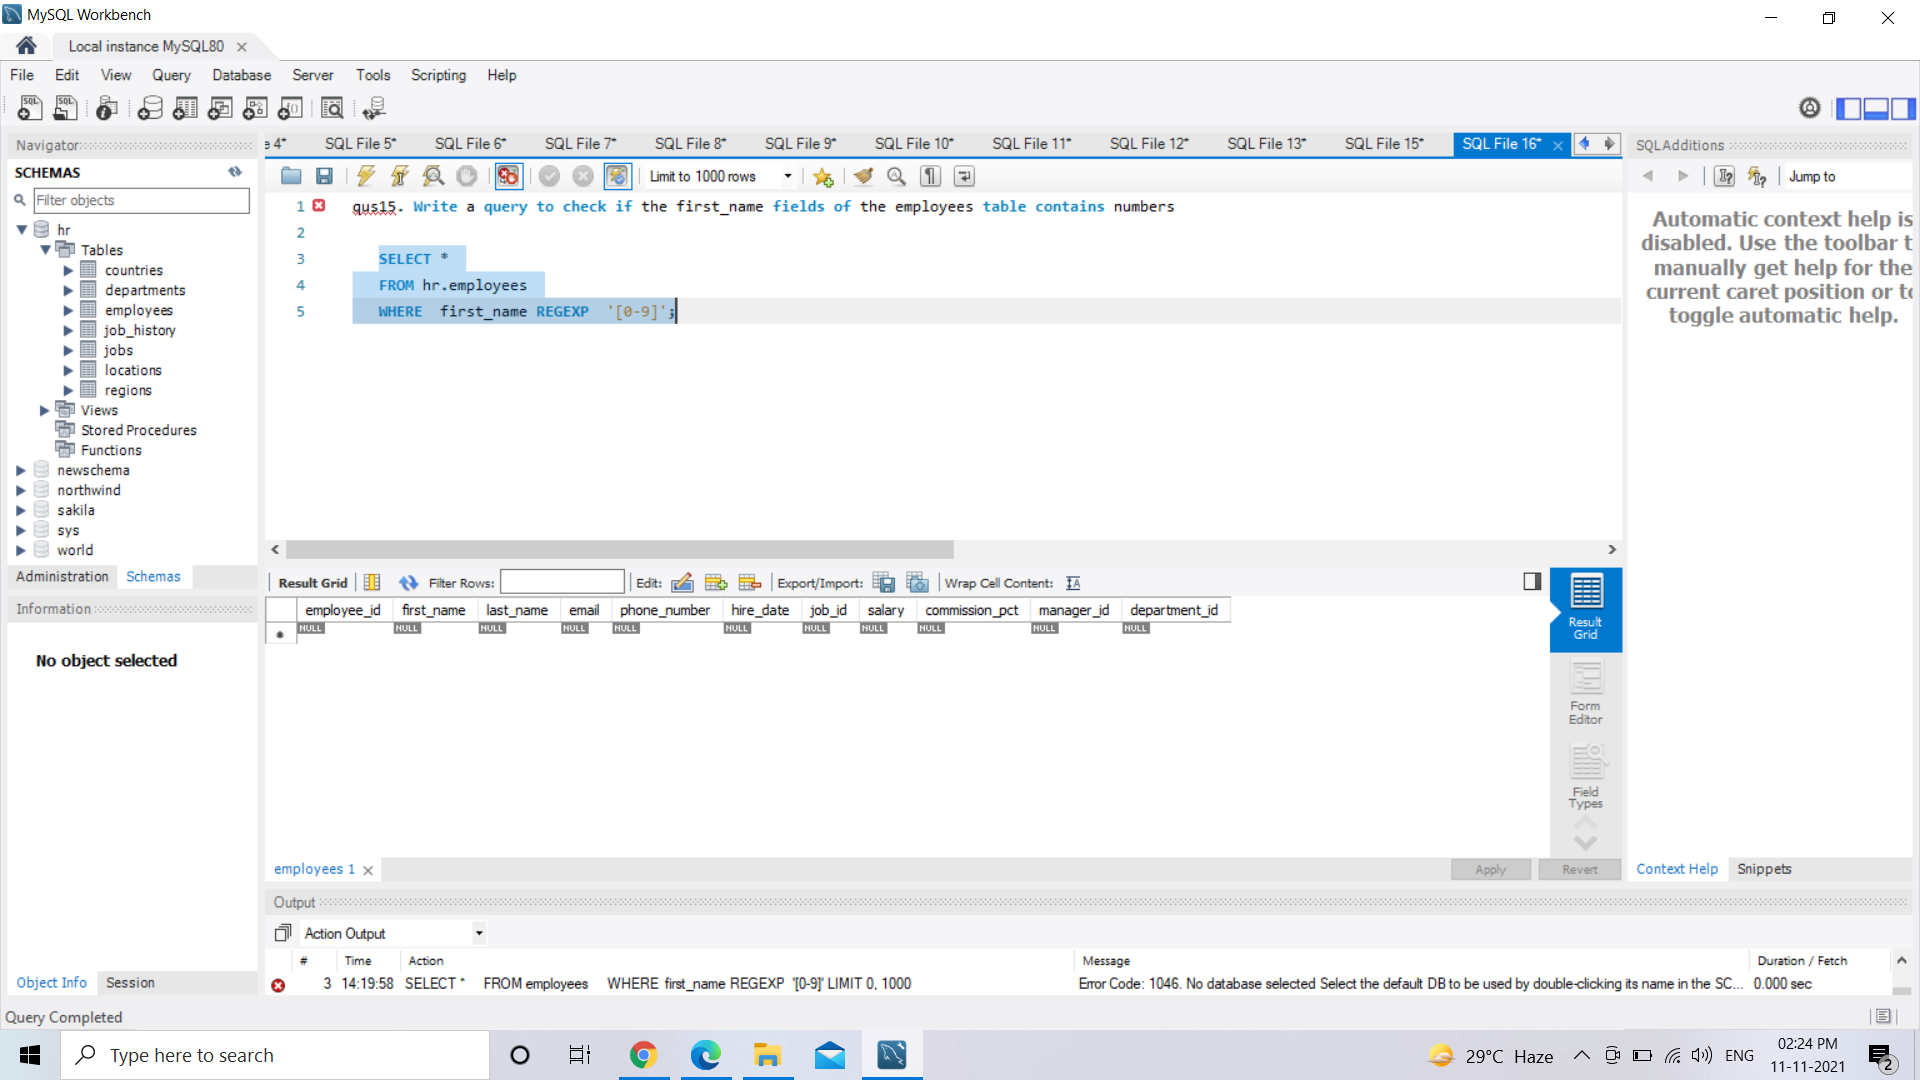 MySQL Workbench
Local instance MySQL80
File Edit View Query Database Server Tools Scripting Help
Navigator
SCHEMAS
Filter objects
hr
Tables
countries
departments
employees
job_history
jobs
locations
regions
Views
Stored Procedures
Functions
newschema
northwind
sakila
sys
world
Administration Schemas
Information
No object selected
Object Info Session
e 4* SQL File 5* SQL File 6* SQL File 7* SQL File 8* SQL File 9* SQL File 10* SQL File 11* SQL File 12* SQL File 13* SQL File 15* SQL File 16*
Limit to 1000 rows
1 qus15. Write a query to check if the first_name fields of the employees table contains numbers
2
3 SELECT *
4 FROM hr.employees
5 WHERE first_name REGEXP '[0-9]';
Result Grid Filter Rows: Edit: Export/Import: Wrap Cell Content:
employee_id first_name last_name email phone_number hire_date job_id salary commission_pct manager_id department_id
NULL NULL NULL NULL NULL NULL NULL NULL NULL NULL NULL
Result
Grid
Form
Editor
Field
Types
employees 1
Apply Revert
SQLAdditions
Jump to
Automatic context help is
disabled. Use the toolbar t
manually get help for the
current caret position or to
toggle automatic help.
Context Help Snippets
Output
Action Output
# Time Action Message Duration / Fetch
3 14:19:58 SELECT * FROM employees WHERE first_name REGEXP '[0-9]' LIMIT 0, 1000 Error Code: 1046. No database selected Select the default DB to be used by double-clicking its name in the SC... 0.000 sec
Query Completed
Type here to search
29°C Haze
ENG
02:24 PM
11-11-2021
2